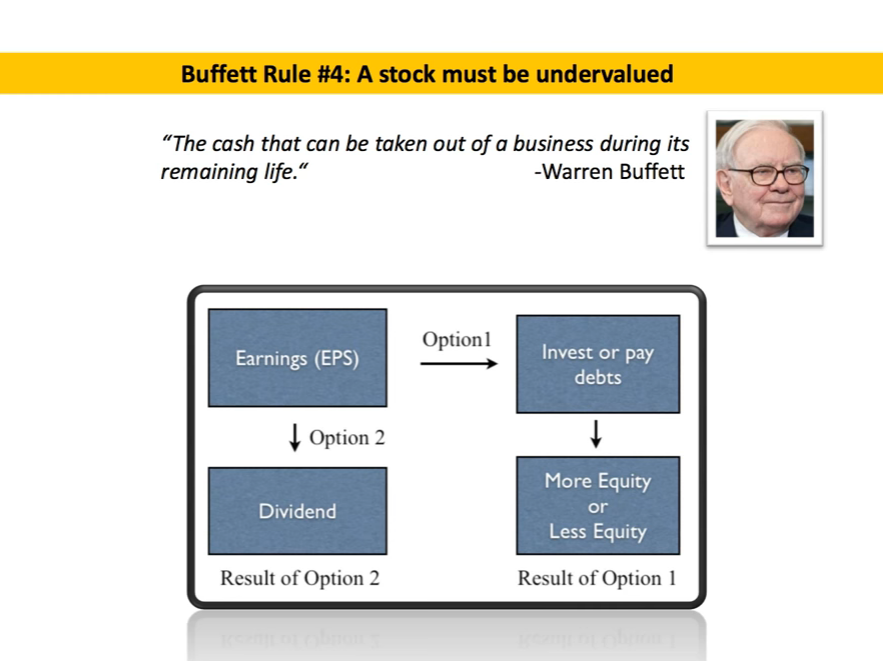 Buffett Rule #4: A stock must be undervalued
“The cash that can be taken out of a business during its
remaining life.“ -Warren Buffett
Earnings (EPS)
Option1
Invest or pay
debts
Option 2
Dividend
More Equity
or
Less Equity
Result of Option 2
Result of Option 1